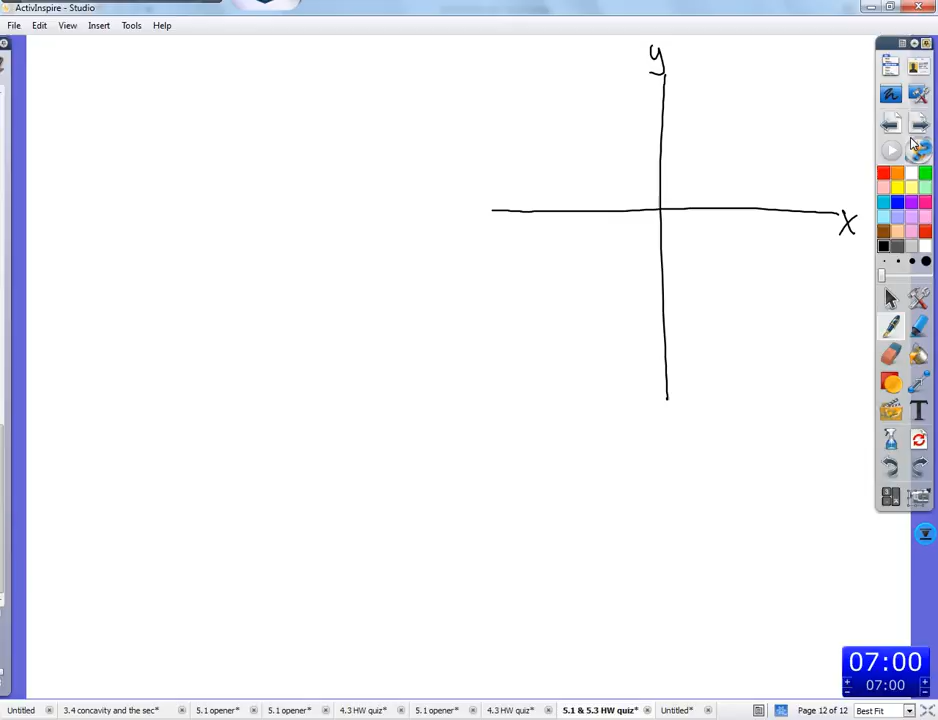 ActivInspire - Studio
File Edit View Insert Tools Help
y
x
T
07:00
07:00
Untitled 3.4 concavity and the sec* 5.1 opener* 5.1 opener* 4.3 HW quiz* 5.1 opener* 4.3 HW quiz* 5.1 & 5.3 HW quiz* Untitled* Page 12 of 12 Best Fit